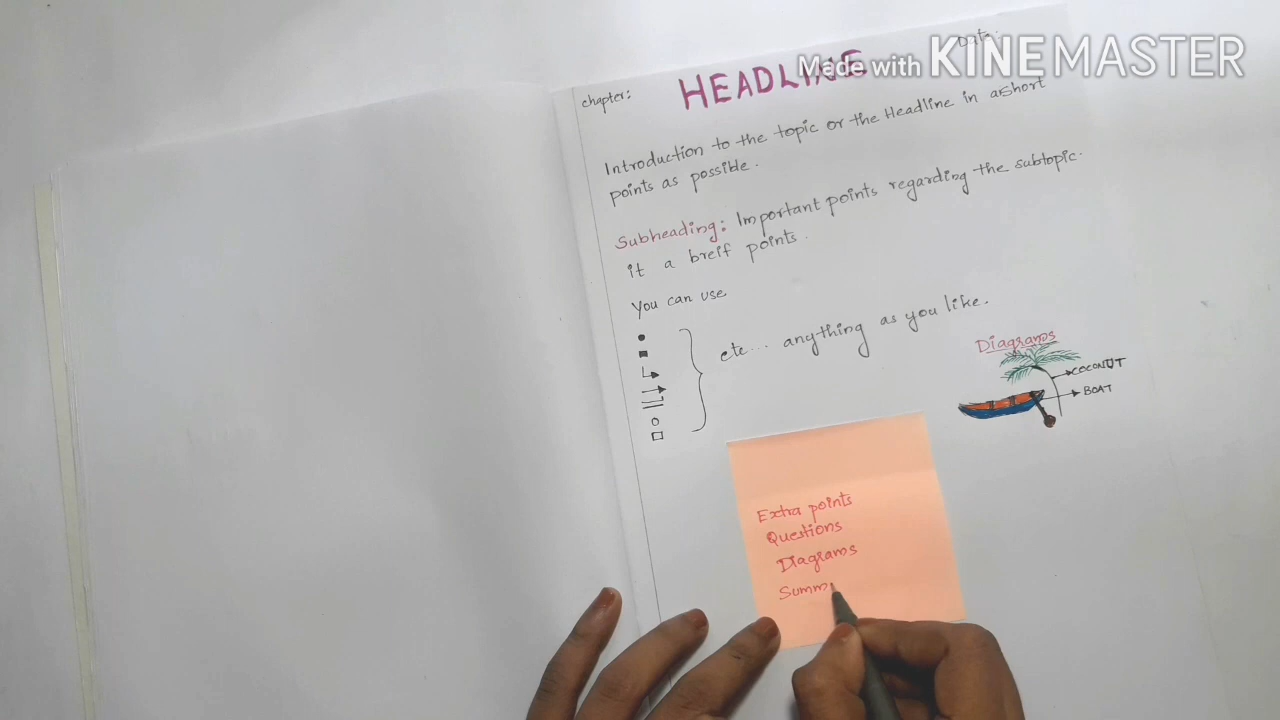 Made with KINEMASTER
Date:
chapter:
HEADLINE
Introduction to the topic or the Headline in a short
points as possible.
Subheading: Important points regarding the subtopic.
it a breif points.
You can use
etc... anything as you like.
Diagrams
COCONUT
BOAT
Extra points
Questions
Diagrams
Summ